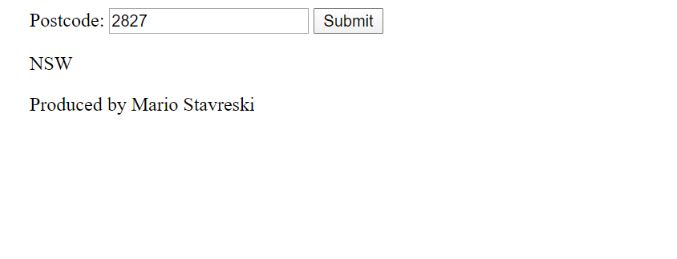 Postcode: 2827 Submit
NSW
Produced by Mario Stavreski